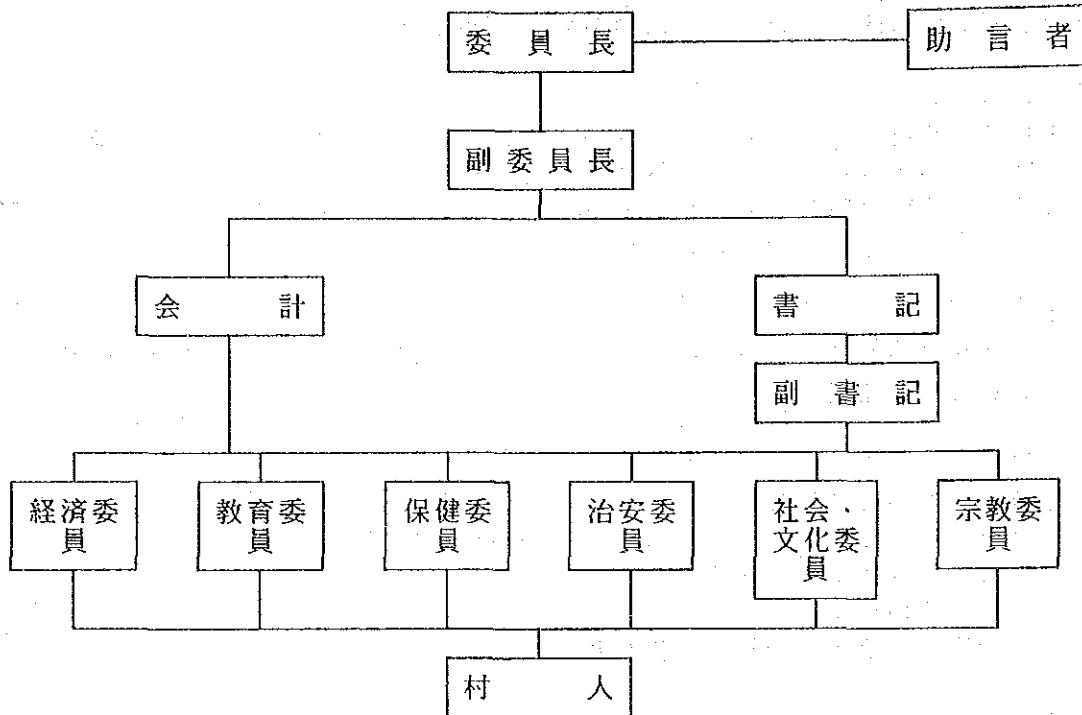 委員長
助言者
副委員長
会計
書記
副書記
経済委
員
教育委
員
保健委
員
治安委
員
社会・
文化委
員
宗教委
員
村人